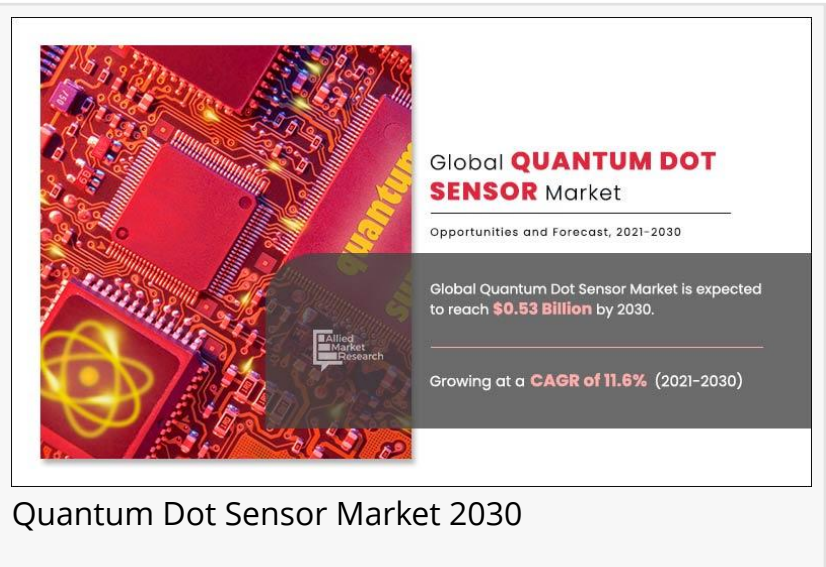 Global QUANTUM DOT
SENSOR Market
Opportunities and Forecast, 2021-2030
Global Quantum Dot Sensor Market is expected
to reach $0.53 Billion by 2030.
Growing at a CAGR of 11.6% (2021-2030)
Allied
Market
Research
quantum
Quantum Dot Sensor Market 2030